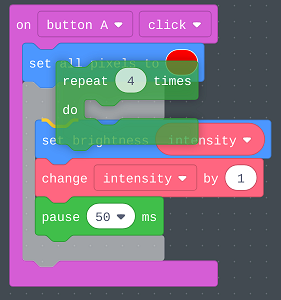 on button A click
set all pixels to
repeat 4 times
do
set brightness intensity
change intensity by 1
pause 50 ms